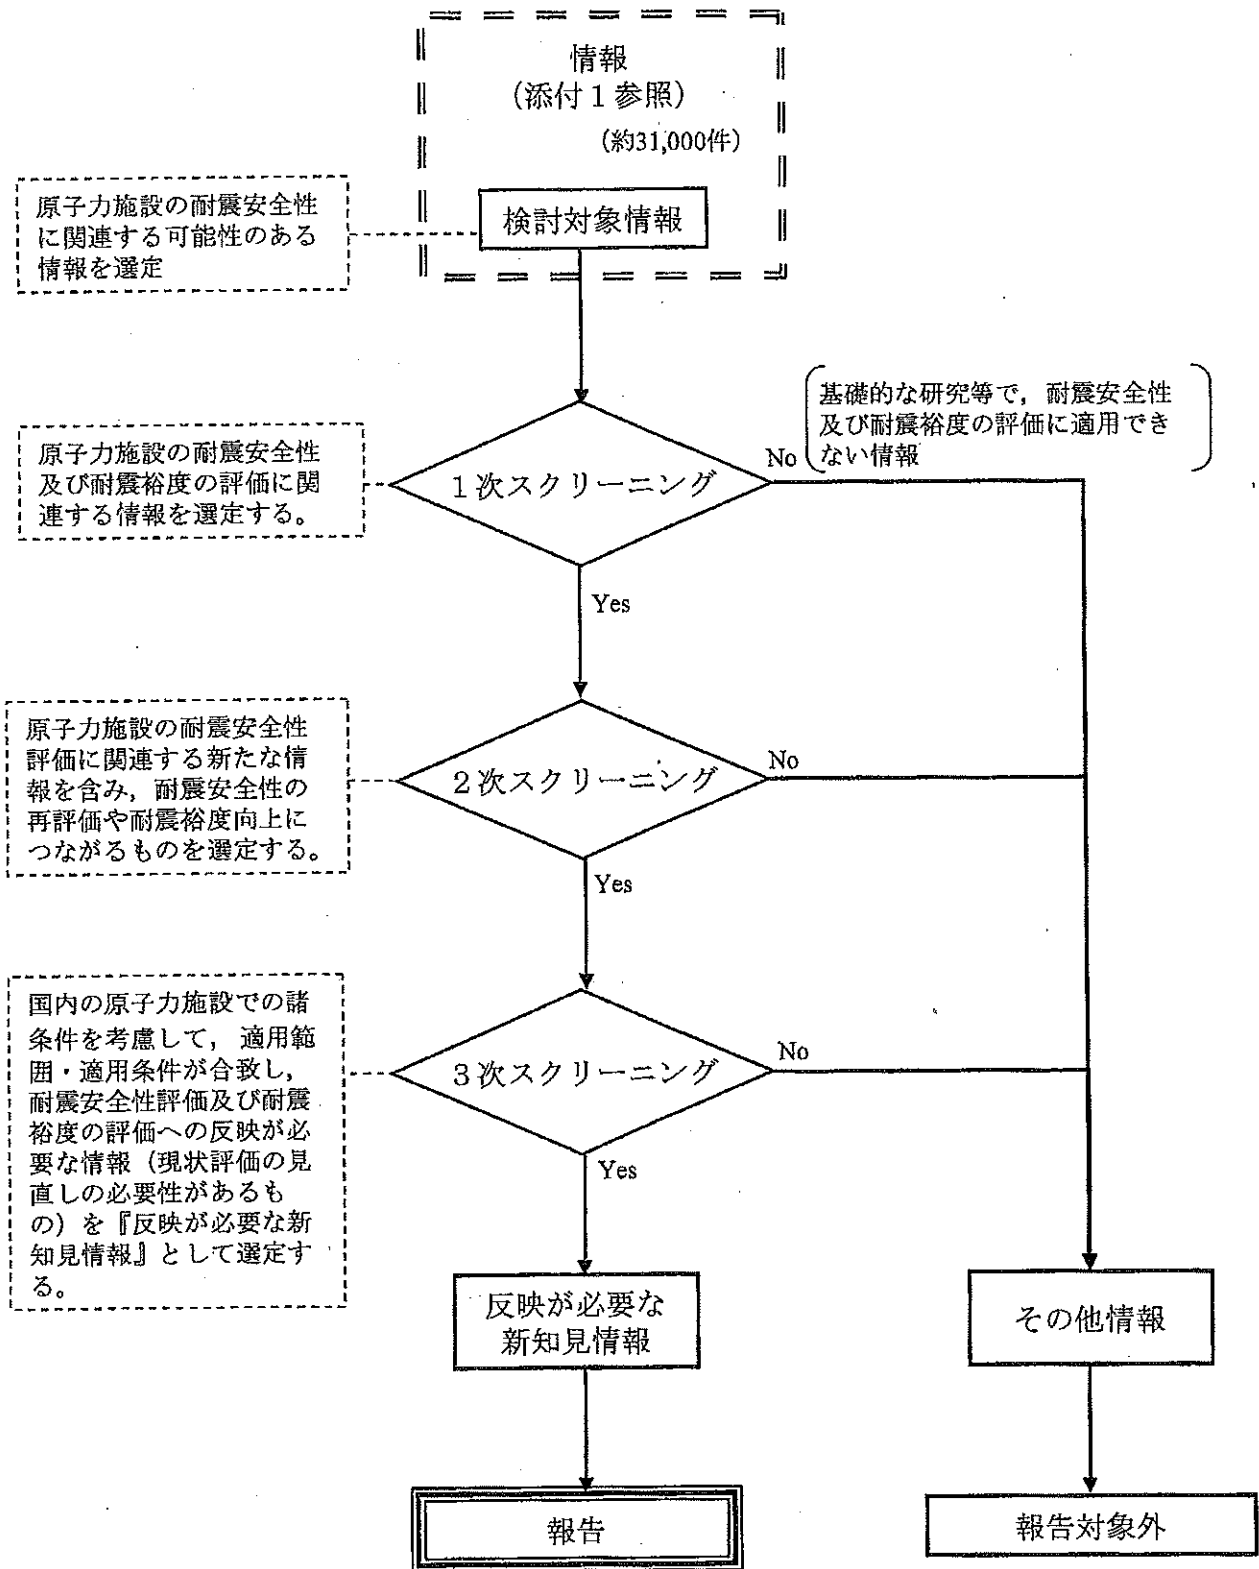 情報
(添付1参照)
(約31,000件)
原子力施設の耐震安全性
に関連する可能性のある
情報を選定
検討対象情報
基礎的な研究等で，耐震安全性
及び耐震裕度の評価に適用でき
ない情報
原子力施設の耐震安全性
及び耐震裕度の評価に関
連する情報を選定する。
1次スクリーニング
No
Yes
原子力施設の耐震安全性
評価に関連する新たな情
報を含み，耐震安全性の
再評価や耐震裕度向上に
つながるものを選定する。
2次スクリーニング
No
Yes
国内の原子力施設での諸
条件を考慮して，適用範
囲・適用条件が合致し，
耐震安全性評価及び耐震
裕度の評価への反映が必
要な情報（現状評価の見
直しの必要性があるも
の）を『反映が必要な新
知見情報』として選定す
る。
3次スクリーニング
No
Yes
反映が必要な
新知見情報
その他情報
報告
報告対象外